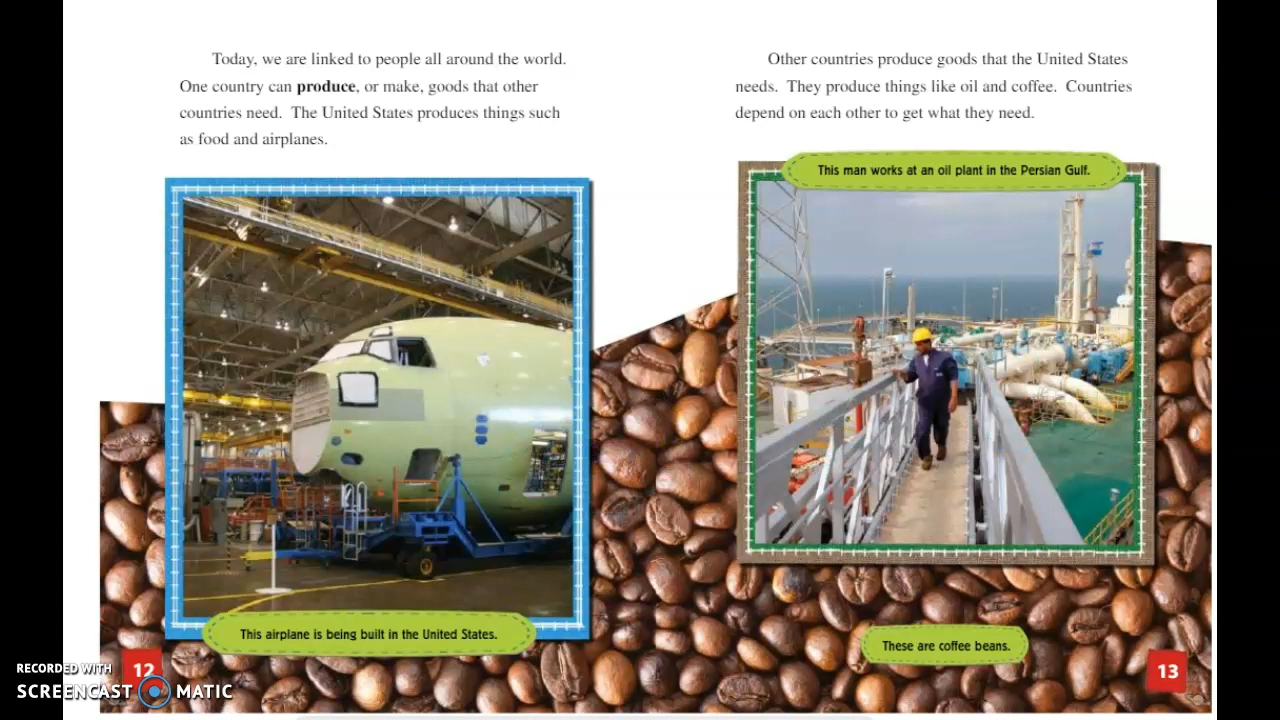 Today, we are linked to people all around the world.
One country can produce, or make, goods that other
countries need. The United States produces things such
as food and airplanes.
This airplane is being built in the United States.
12
Other countries produce goods that the United States
needs. They produce things like oil and coffee. Countries
depend on each other to get what they need.
This man works at an oil plant in the Persian Gulf.
These are coffee beans.
13
RECORDED WITH
SCREENCAST MATIC